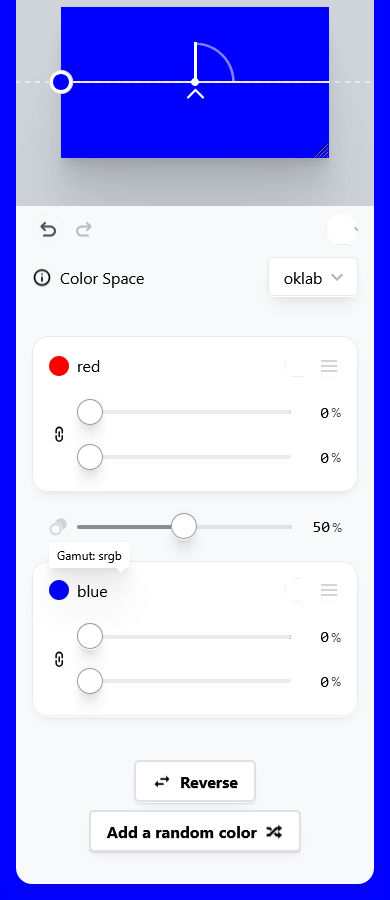 Color Space
oklab
red
0%
0%
50%
Gamut: srgb
blue
0%
0%
Reverse
Add a random color